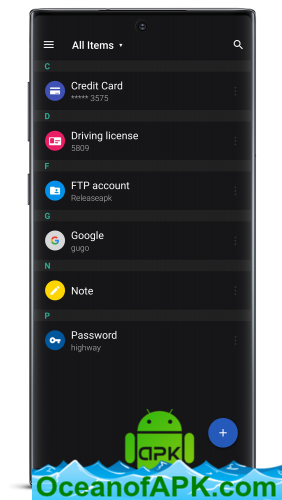 All Items
C
Credit Card
***** 3575
D
Driving license
5809
F
FTP account
Releaseapk
G
Google
gugo
N
Note
P
Password
highway
APK
OceanofAPK.com